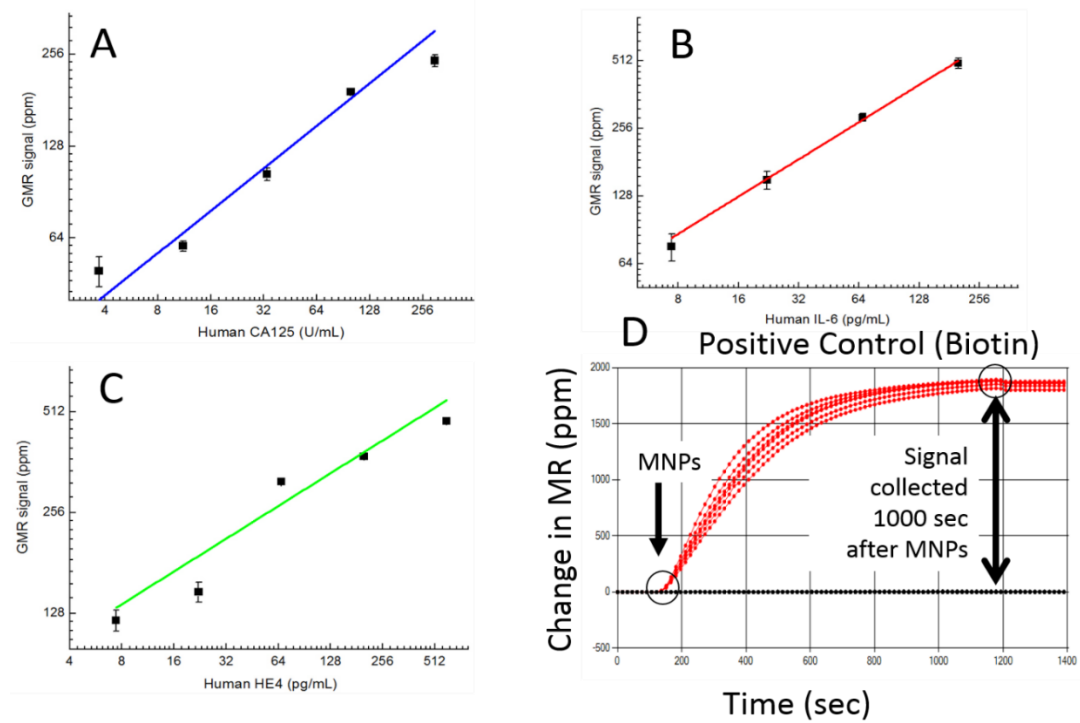 A
GMR signal (ppm)
256
128
64
4 8 16 32 64 128 256
Human CA125 (U/mL)
B
GMR signal (ppm)
512
256
128
64
8 16 32 64 128 256
Human IL-6 (pg/mL)
C
GMR signal (ppm)
512
256
128
4 8 16 32 64 128 256 512
Human HE4 (pg/mL)
D
Positive Control (Biotin)
Change in MR (ppm)
2000
1500
1000
500
0
-500
MNPs
Signal
collected
1000 sec
after MNPs
0 200 400 600 800 1000 1200 1400
Time (sec)